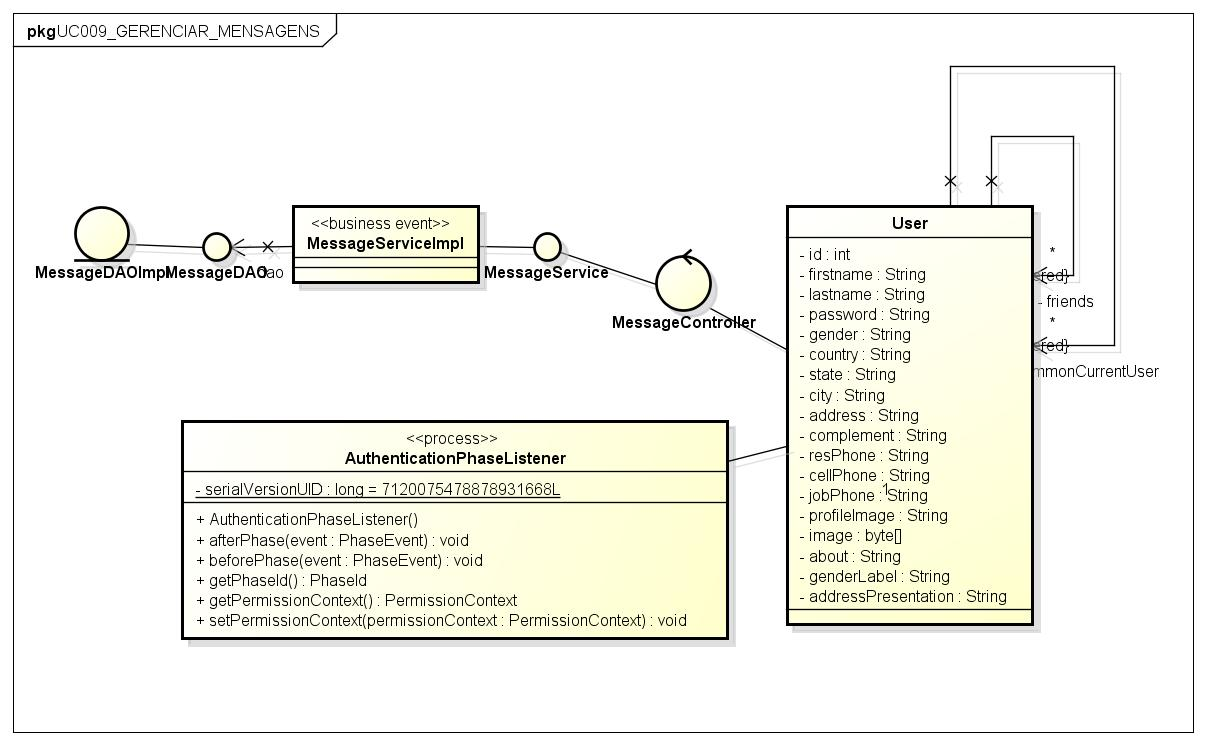 pkg UC009_GERENCIAR_MENSAGENS
MessageDAOImpl
MessageDAO
dao
<<business event>>
MessageServiceImpl
MessageService
MessageController
User
- id : int
- firstname : String
- lastname : String
- password : String
- gender : String
- country : String
- state : String
- city : String
- address : String
- complement : String
- resPhone : String
- cellPhone : String
- jobPhone : String
- profileImage : String
- image : byte[]
- about : String
- genderLabel : String
- addressPresentation : String
1
*
red}
- friends
*
red}
mmonCurrentUser
<<process>>
AuthenticationPhaseListener
- serialVersionUID : long = 7120075478878931668L
+ AuthenticationPhaseListener()
+ afterPhase(event : PhaseEvent) : void
+ beforePhase(event : PhaseEvent) : void
+ getPhaseId() : PhaseId
+ getPermissionContext() : PermissionContext
+ setPermissionContext(permissionContext : PermissionContext) : void